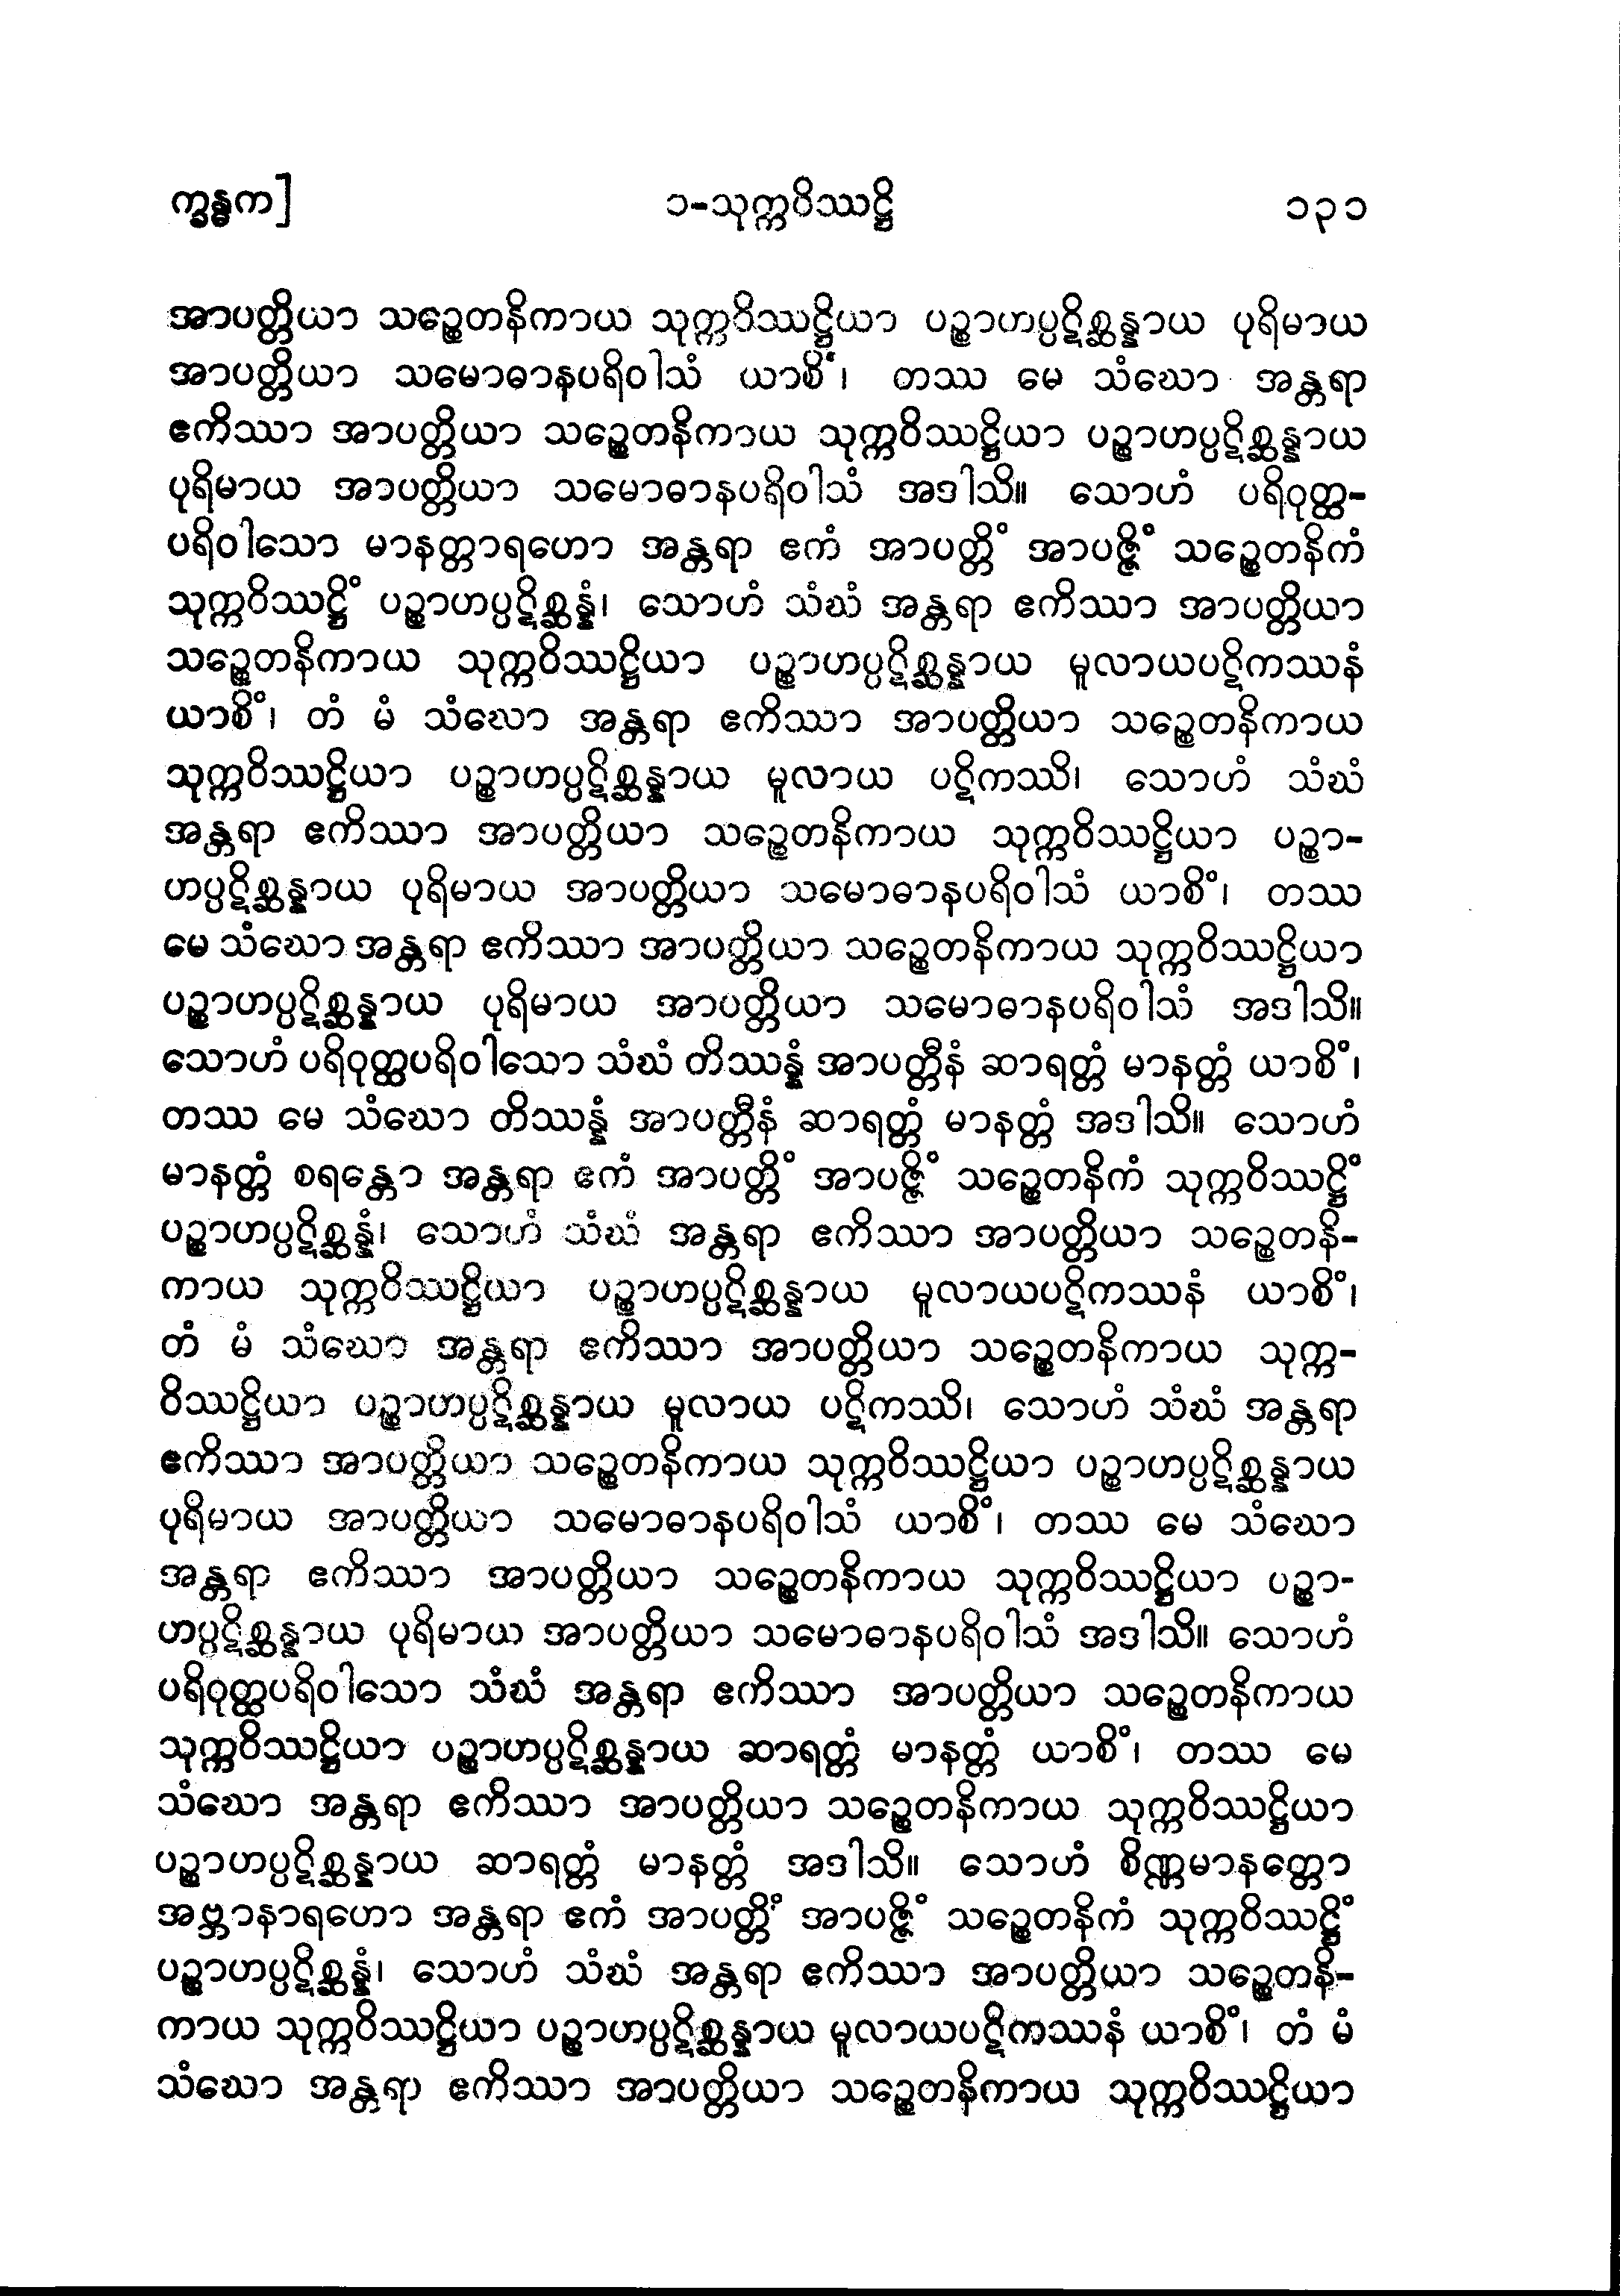 က္ခန္ဓက] ၁-သုက္ကဝိဿဋ္ဌိ ၁၃၁
အာပတ္တိယာ သဉ္စေတနိကာယ သုက္ကဝိဿဋ္ဌိယာ ပဉ္စာဟပ္ပဋိစ္ဆန္နာယ ပုရိမာယ
အာပတ္တိယာ သမောဓာနပရိဝါသံ ယာစိံ၊ တဿ မေ သံဃော အန္တရာ
ဧကိဿာ အာပတ္တိယာ သဉ္စေတနိကာယ သုက္ကဝိဿဋ္ဌိယာ ပဉ္စာဟပ္ပဋိစ္ဆန္နာယ
ပုရိမာယ အာပတ္တိယာ သမောဓာနပရိဝါသံ အဒါသိ။ သောဟံ ပရိဝုတ္ထ-
ပရိဝါသော မာနတ္တာရဟော အန္တရာ ဧကံ အာပတ္တိံ အာပဇ္ဇိံ သဉ္စေတနိကံ
သုက္ကဝိဿဋ္ဌိံ ပဉ္စာဟပ္ပဋိစ္ဆန္နံ၊ သောဟံ သံဃံ အန္တရာ ဧကိဿာ အာပတ္တိယာ
သဉ္စေတနိကာယ သုက္ကဝိဿဋ္ဌိယာ ပဉ္စာဟပ္ပဋိစ္ဆန္နာယ မူလာယပဋိကဿနံ
ယာစိံ၊ တံ မံ သံဃော အန္တရာ ဧကိဿာ အာပတ္တိယာ သဉ္စေတနိကာယ
သုက္ကဝိဿဋ္ဌိယာ ပဉ္စာဟပ္ပဋိစ္ဆန္နာယ မူလာယ ပဋိကဿိ၊ သောဟံ သံဃံ
အန္တရာ ဧကိဿာ အာပတ္တိယာ သဉ္စေတနိကာယ သုက္ကဝိဿဋ္ဌိယာ ပဉ္စာ-
ဟပ္ပဋိစ္ဆန္နာယ ပုရိမာယ အာပတ္တိယာ သမောဓာနပရိဝါသံ ယာစိံ၊ တဿ
မေ သံဃော အန္တရာ ဧကိဿာ အာပတ္တိယာ သဉ္စေတနိကာယ သုက္ကဝိဿဋ္ဌိယာ
ပဉ္စာဟပ္ပဋိစ္ဆန္နာယ ပုရိမာယ အာပတ္တိယာ သမောဓာနပရိဝါသံ အဒါသိ။
သောဟံ ပရိဝုတ္ထပရိဝါသော သံဃံ တိဿန္နံ အာပတ္တီနံ ဆာရတ္တံ မာနတ္တံ ယာစိံ၊
တဿ မေ သံဃော တိဿန္နံ အာပတ္တီနံ ဆာရတ္တံ မာနတ္တံ အဒါသိ။ သောဟံ
မာနတ္တံ စရန္တော အန္တရာ ဧကံ အာပတ္တိံ အာပဇ္ဇိံ သဉ္စေတနိကံ သုက္ကဝိဿဋ္ဌိံ
ပဉ္စာဟပ္ပဋိစ္ဆန္နံ၊ သောဟံ သံဃံ အန္တရာ ဧကိဿာ အာပတ္တိယာ သဉ္စေတနိ-
ကာယ သုက္ကဝိဿဋ္ဌိယာ ပဉ္စာဟပ္ပဋိစ္ဆန္နာယ မူလာယပဋိကဿနံ ယာစိံ၊
တံ မံ သံဃော အန္တရာ ဧကိဿာ အာပတ္တိယာ သဉ္စေတနိကာယ သုက္က-
ဝိဿဋ္ဌိယာ ပဉ္စာဟပ္ပဋိစ္ဆန္နာယ မူလာယ ပဋိကဿိ၊ သောဟံ သံဃံ အန္တရာ
ဧကိဿာ အာပတ္တိယာ သဉ္စေတနိကာယ သုက္ကဝိဿဋ္ဌိယာ ပဉ္စာဟပ္ပဋိစ္ဆန္နာယ
ပုရိမာယ အာပတ္တိယာ သမောဓာနပရိဝါသံ ယာစိံ၊ တဿ မေ သံဃော
အန္တရာ ဧကိဿာ အာပတ္တိယာ သဉ္စေတနိကာယ သုက္ကဝိဿဋ္ဌိယာ ပဉ္စာ-
ဟပ္ပဋိစ္ဆန္နာယ ပုရိမာယ အာပတ္တိယာ သမောဓာနပရိဝါသံ အဒါသိ။ သောဟံ
ပရိဝုတ္ထပရိဝါသော သံဃံ အန္တရာ ဧကိဿာ အာပတ္တိယာ သဉ္စေတနိကာယ
သုက္ကဝိဿဋ္ဌိယာ ပဉ္စာဟပ္ပဋိစ္ဆန္နာယ ဆာရတ္တံ မာနတ္တံ ယာစိံ၊ တဿ မေ
သံဃော အန္တရာ ဧကိဿာ အာပတ္တိယာ သဉ္စေတနိကာယ သုက္ကဝိဿဋ္ဌိယာ
ပဉ္စာဟပ္ပဋိစ္ဆန္နာယ ဆာရတ္တံ မာနတ္တံ အဒါသိ။ သောဟံ စိဏ္ဏမာနတ္တော
အဗ္ဘာနာရဟော အန္တရာ ဧကံ အာပတ္တိံ အာပဇ္ဇိံ သဉ္စေတနိကံ သုက္ကဝိဿဋ္ဌိံ
ပဉ္စာဟပ္ပဋိစ္ဆန္နံ၊ သောဟံ သံဃံ အန္တရာ ဧကိဿာ အာပတ္တိယာ သဉ္စေတနိ-
ကာယ သုက္ကဝိဿဋ္ဌိယာ ပဉ္စာဟပ္ပဋိစ္ဆန္နာယ မူလာယပဋိကဿနံ ယာစိံ၊ တံ မံ
သံဃော အန္တရာ ဧကိဿာ အာပတ္တိယာ သဉ္စေတနိကာယ သုက္ကဝိဿဋ္ဌိယာ